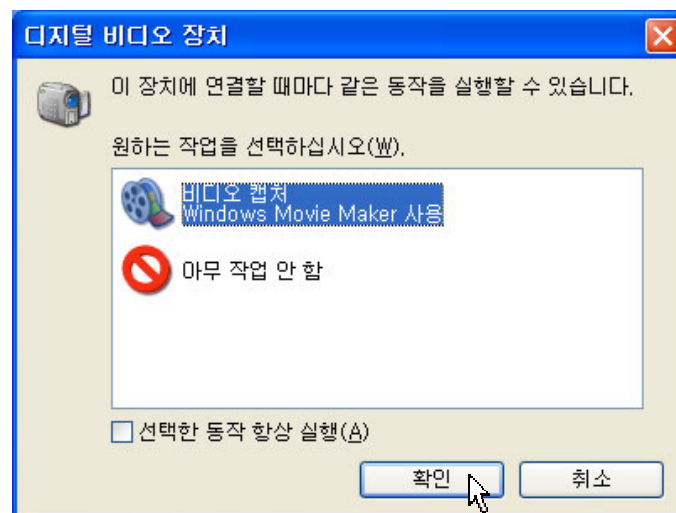 디지털 비디오 장치
이 장치에 연결할 때마다 같은 동작을 실행할 수 있습니다.
원하는 작업을 선택하십시오(W).
비디오 캡처
Windows Movie Maker 사용
아무 작업 안 함
선택한 동작 항상 실행(A)
확인
취소